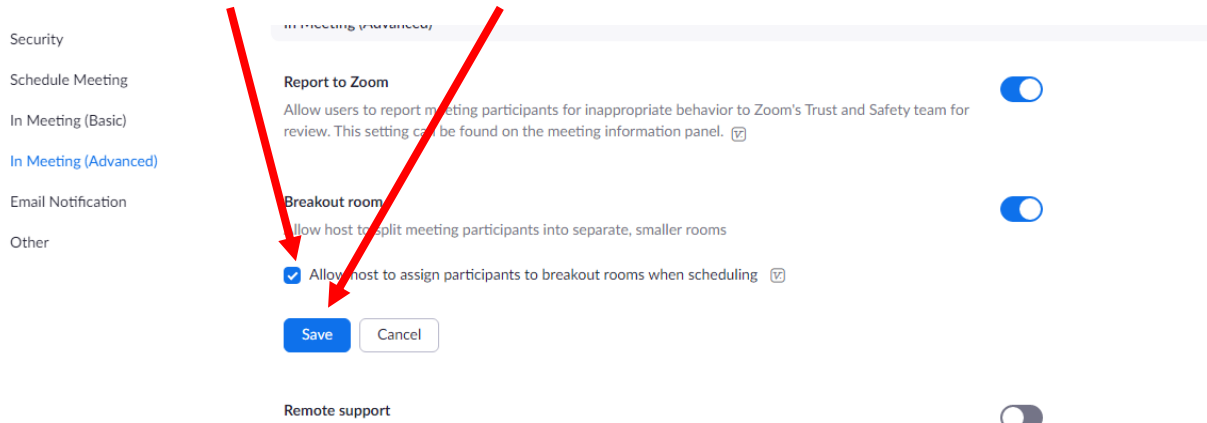 Security
Schedule Meeting
In Meeting (Basic)
In Meeting (Advanced)
Email Notification
Other
In Meeting (Advanced)
Report to Zoom
Allow users to report meeting participants for inappropriate behavior to Zoom's Trust and Safety team for
review. This setting can be found on the meeting information panel.
Breakout room
Allow host to split meeting participants into separate, smaller rooms
Allow host to assign participants to breakout rooms when scheduling
Save
Cancel
Remote support